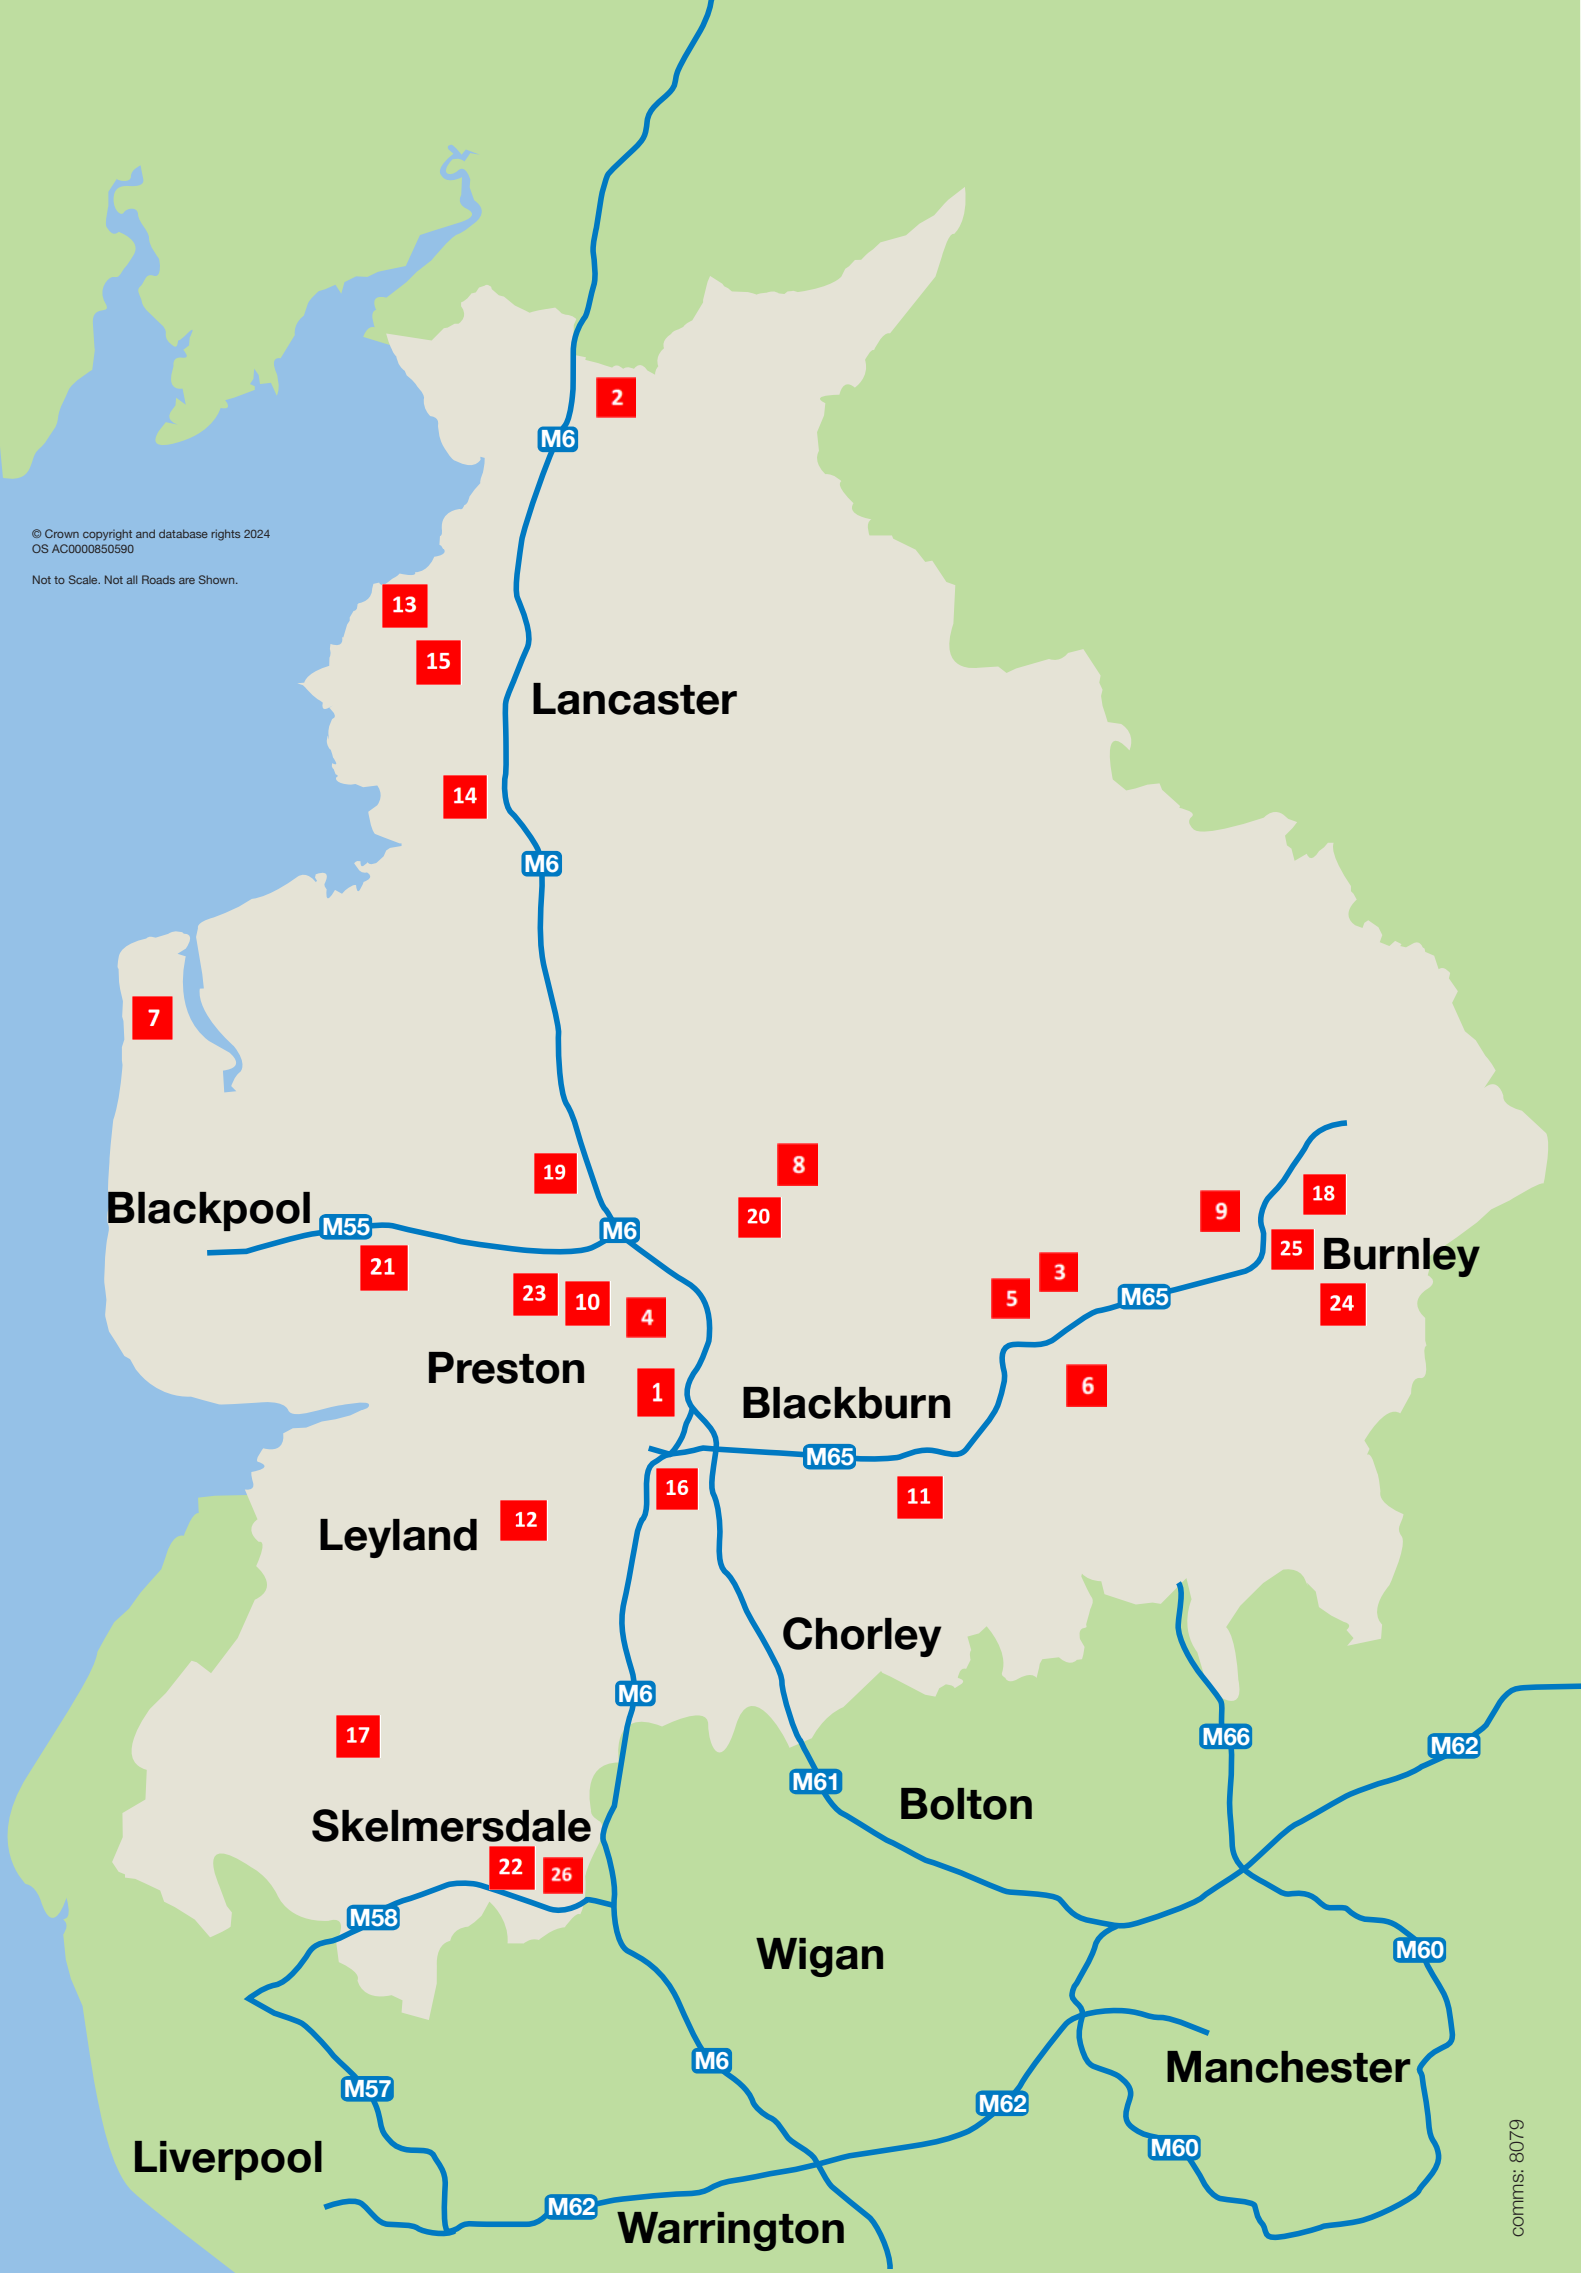 2
M6
© Crown copyright and database rights 2024
OS AC0000850590
Not to Scale. Not all Roads are Shown.
13
15
Lancaster
14
M6
7
19
8
18
Blackpool
M55
M6
20
9
25
Burnley
21
23
10
4
5
3
M65
24
Preston
1
Blackburn
6
M65
16
11
Leyland
12
Chorley
M6
17
M66
M62
M61
Bolton
Skelmersdale
22
26
M58
Wigan
M60
M6
Manchester
M57
M62
Liverpool
M60
M62
Warrington
comms: 8079